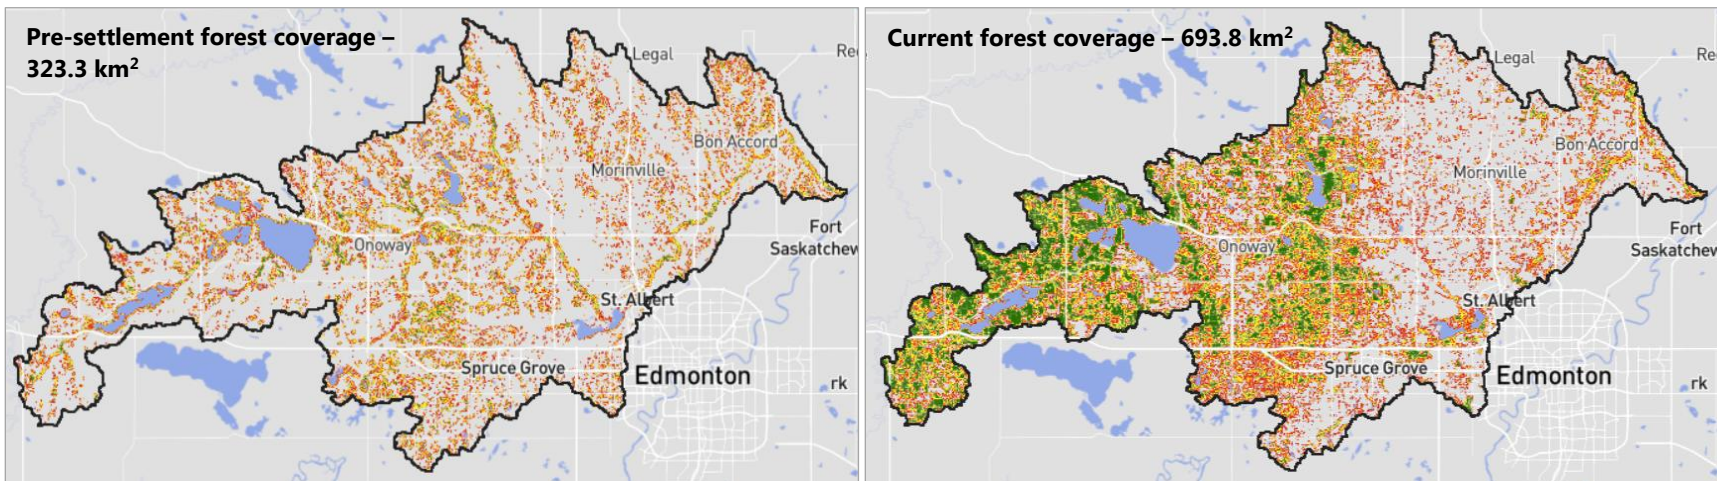 Pre-settlement forest coverage –
323.3 km²
Legal
Re
Bon Accord
Morinville
Fort
Saskatchew
Onoway
St. Albert
Spruce Grove
Edmonton
rk
Current forest coverage – 693.8 km²
Legal
Re
Bon Accord
Morinville
Fort
Saskatchew
Onoway
St. Albert
Spruce Grove
Edmonton
rk